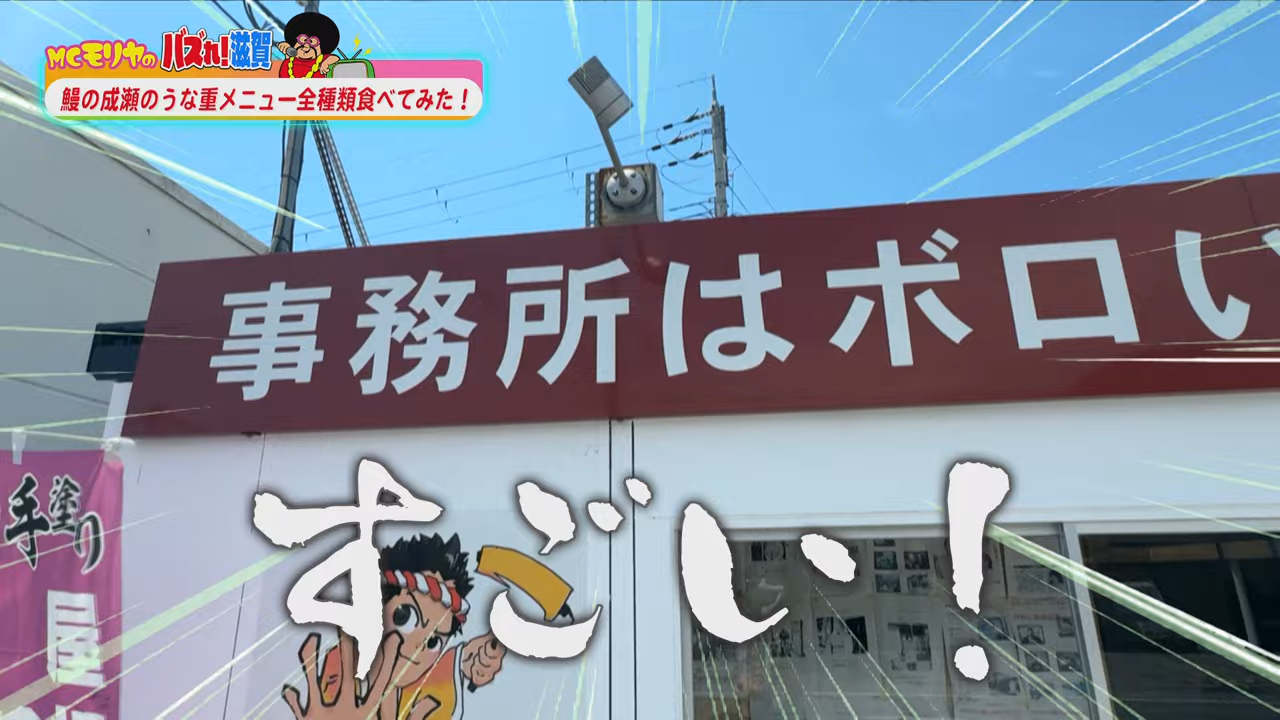 MCモリヤの バズれ!滋賀
鰻の成瀬のうな重メニュー全種類食べてみた!
事務所はボロい
手塗り
屋
すごい!